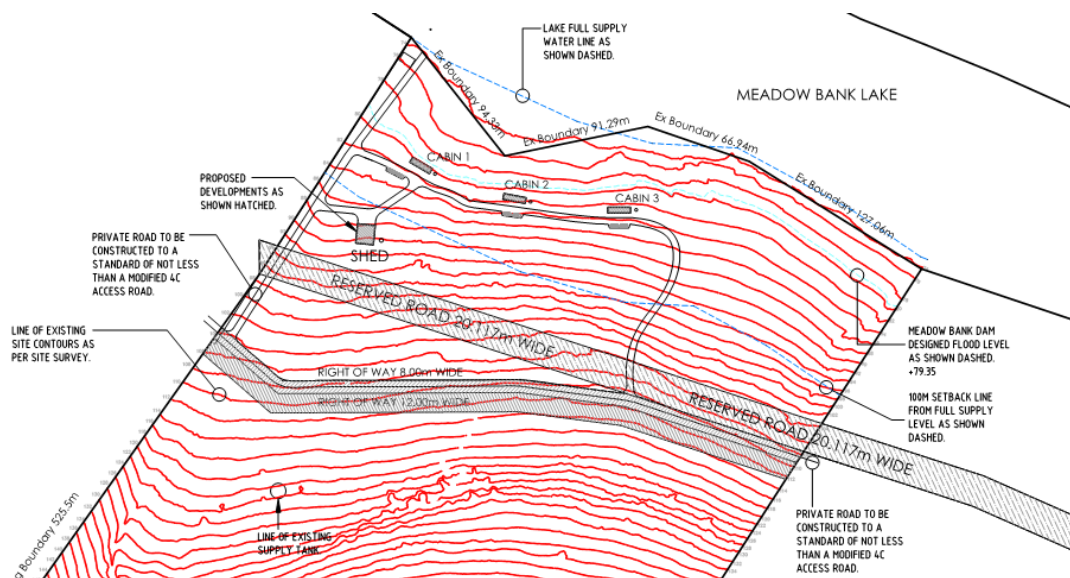 LAKE FULL SUPPLY
WATER LINE AS
SHOWN DASHED.
MEADOW BANK LAKE
Ex Boundary 94.33m
Ex Boundary 91.29m
Ex Boundary 66.94m
Ex Boundary 127.06m
CABIN 1
CABIN 2
CABIN 3
PROPOSED
DEVELOPMENTS AS
SHOWN HATCHED.
SHED
PRIVATE ROAD TO BE
CONSTRUCTED TO A
STANDARD OF NOT LESS
THAN A MODIFIED 4C
ACCESS ROAD.
RESERVED ROAD 20.117m WIDE
LINE OF EXISTING
SITE CONTOURS AS
PER SITE SURVEY.
RIGHT OF WAY 8.00m WIDE
RIGHT OF WAY 12.00m WIDE
RESERVED ROAD 20.117m WIDE
MEADOW BANK DAM
DESIGNED FLOOD LEVEL
AS SHOWN DASHED.
+79.35
100M SETBACK LINE
FROM FULL SUPPLY
LEVEL AS SHOWN
DASHED.
g Boundary 525.5m
LINE OF EXISTING
SUPPLY TANK
PRIVATE ROAD TO BE
CONSTRUCTED TO A
STANDARD OF NOT LESS
THAN A MODIFIED 4C
ACCESS ROAD.